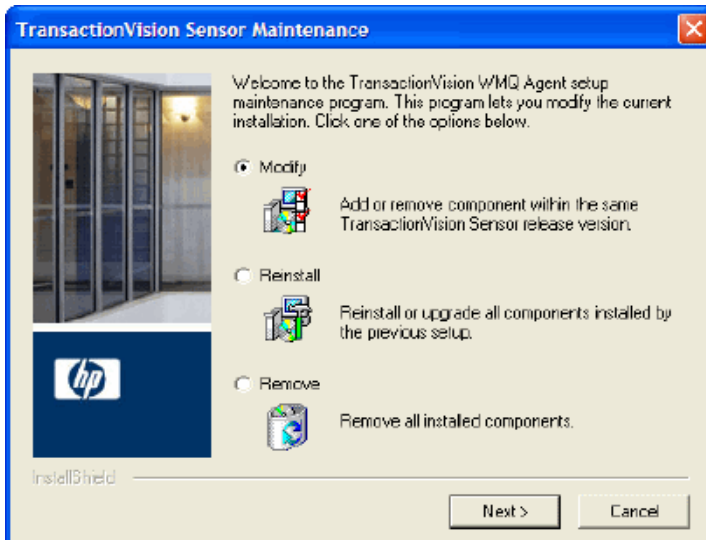 TransactionVision Sensor Maintenance
Welcome to the TransactionVision WMQ Agent setup
maintenance program. This program lets you modify the current
installation. Click one of the options below.
Modify
Add or remove component within the same
TransactionVision Sensor release version.
Reinstall
Reinstall or upgrade all components installed by
the previous setup.
hp
Remove
Remove all installed components.
InstallShield
Next >
Cancel